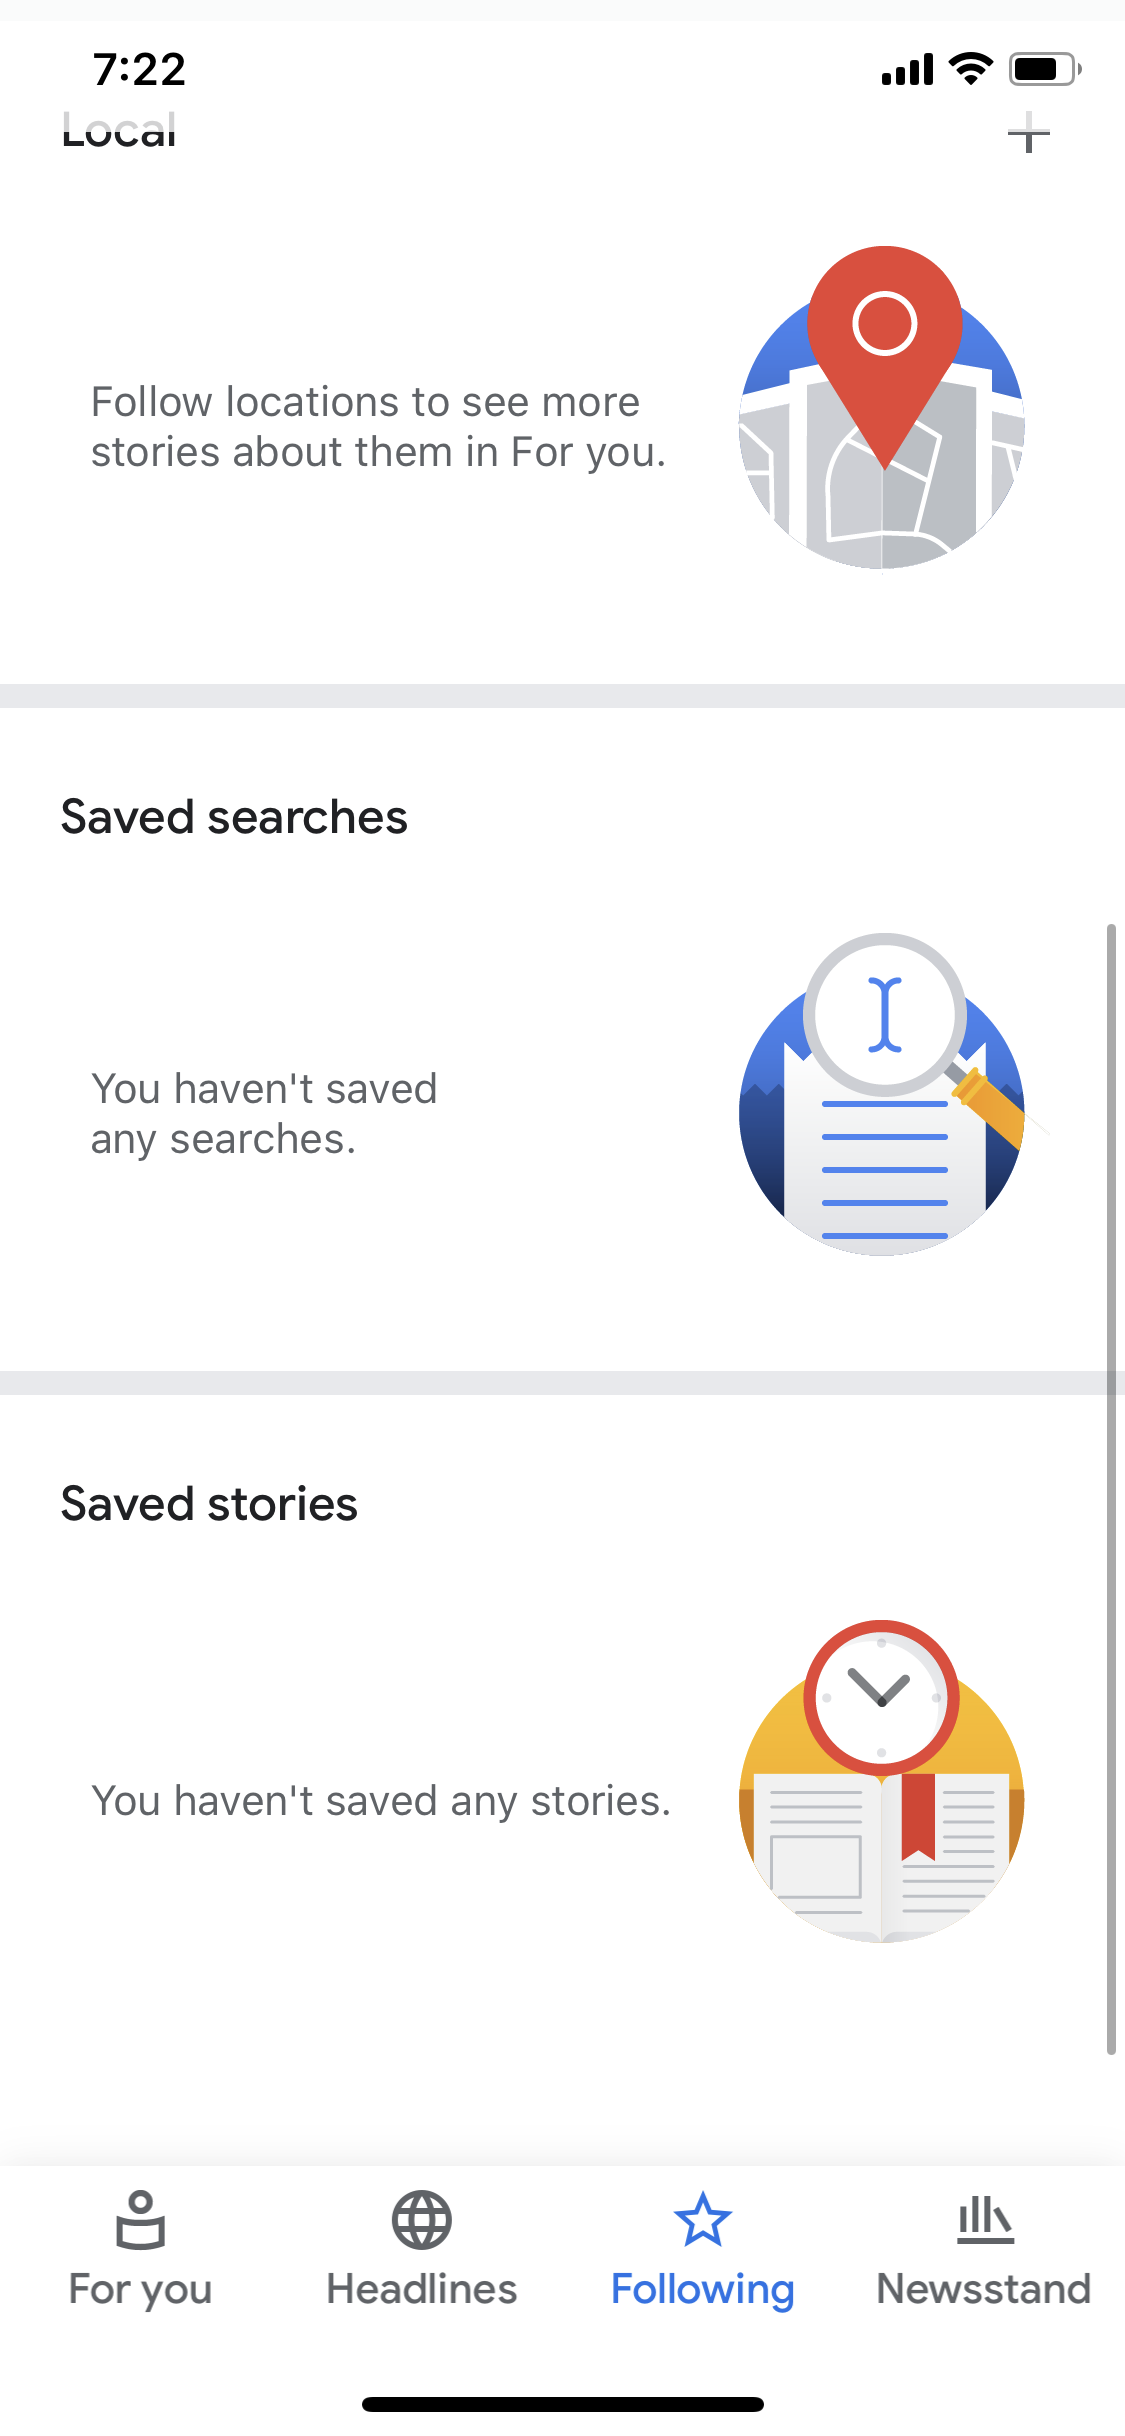 7:22
Local
Follow locations to see more
stories about them in For you.
Saved searches
You haven't saved
any searches.
Saved stories
You haven't saved any stories.
For you
Headlines
Following
Newsstand